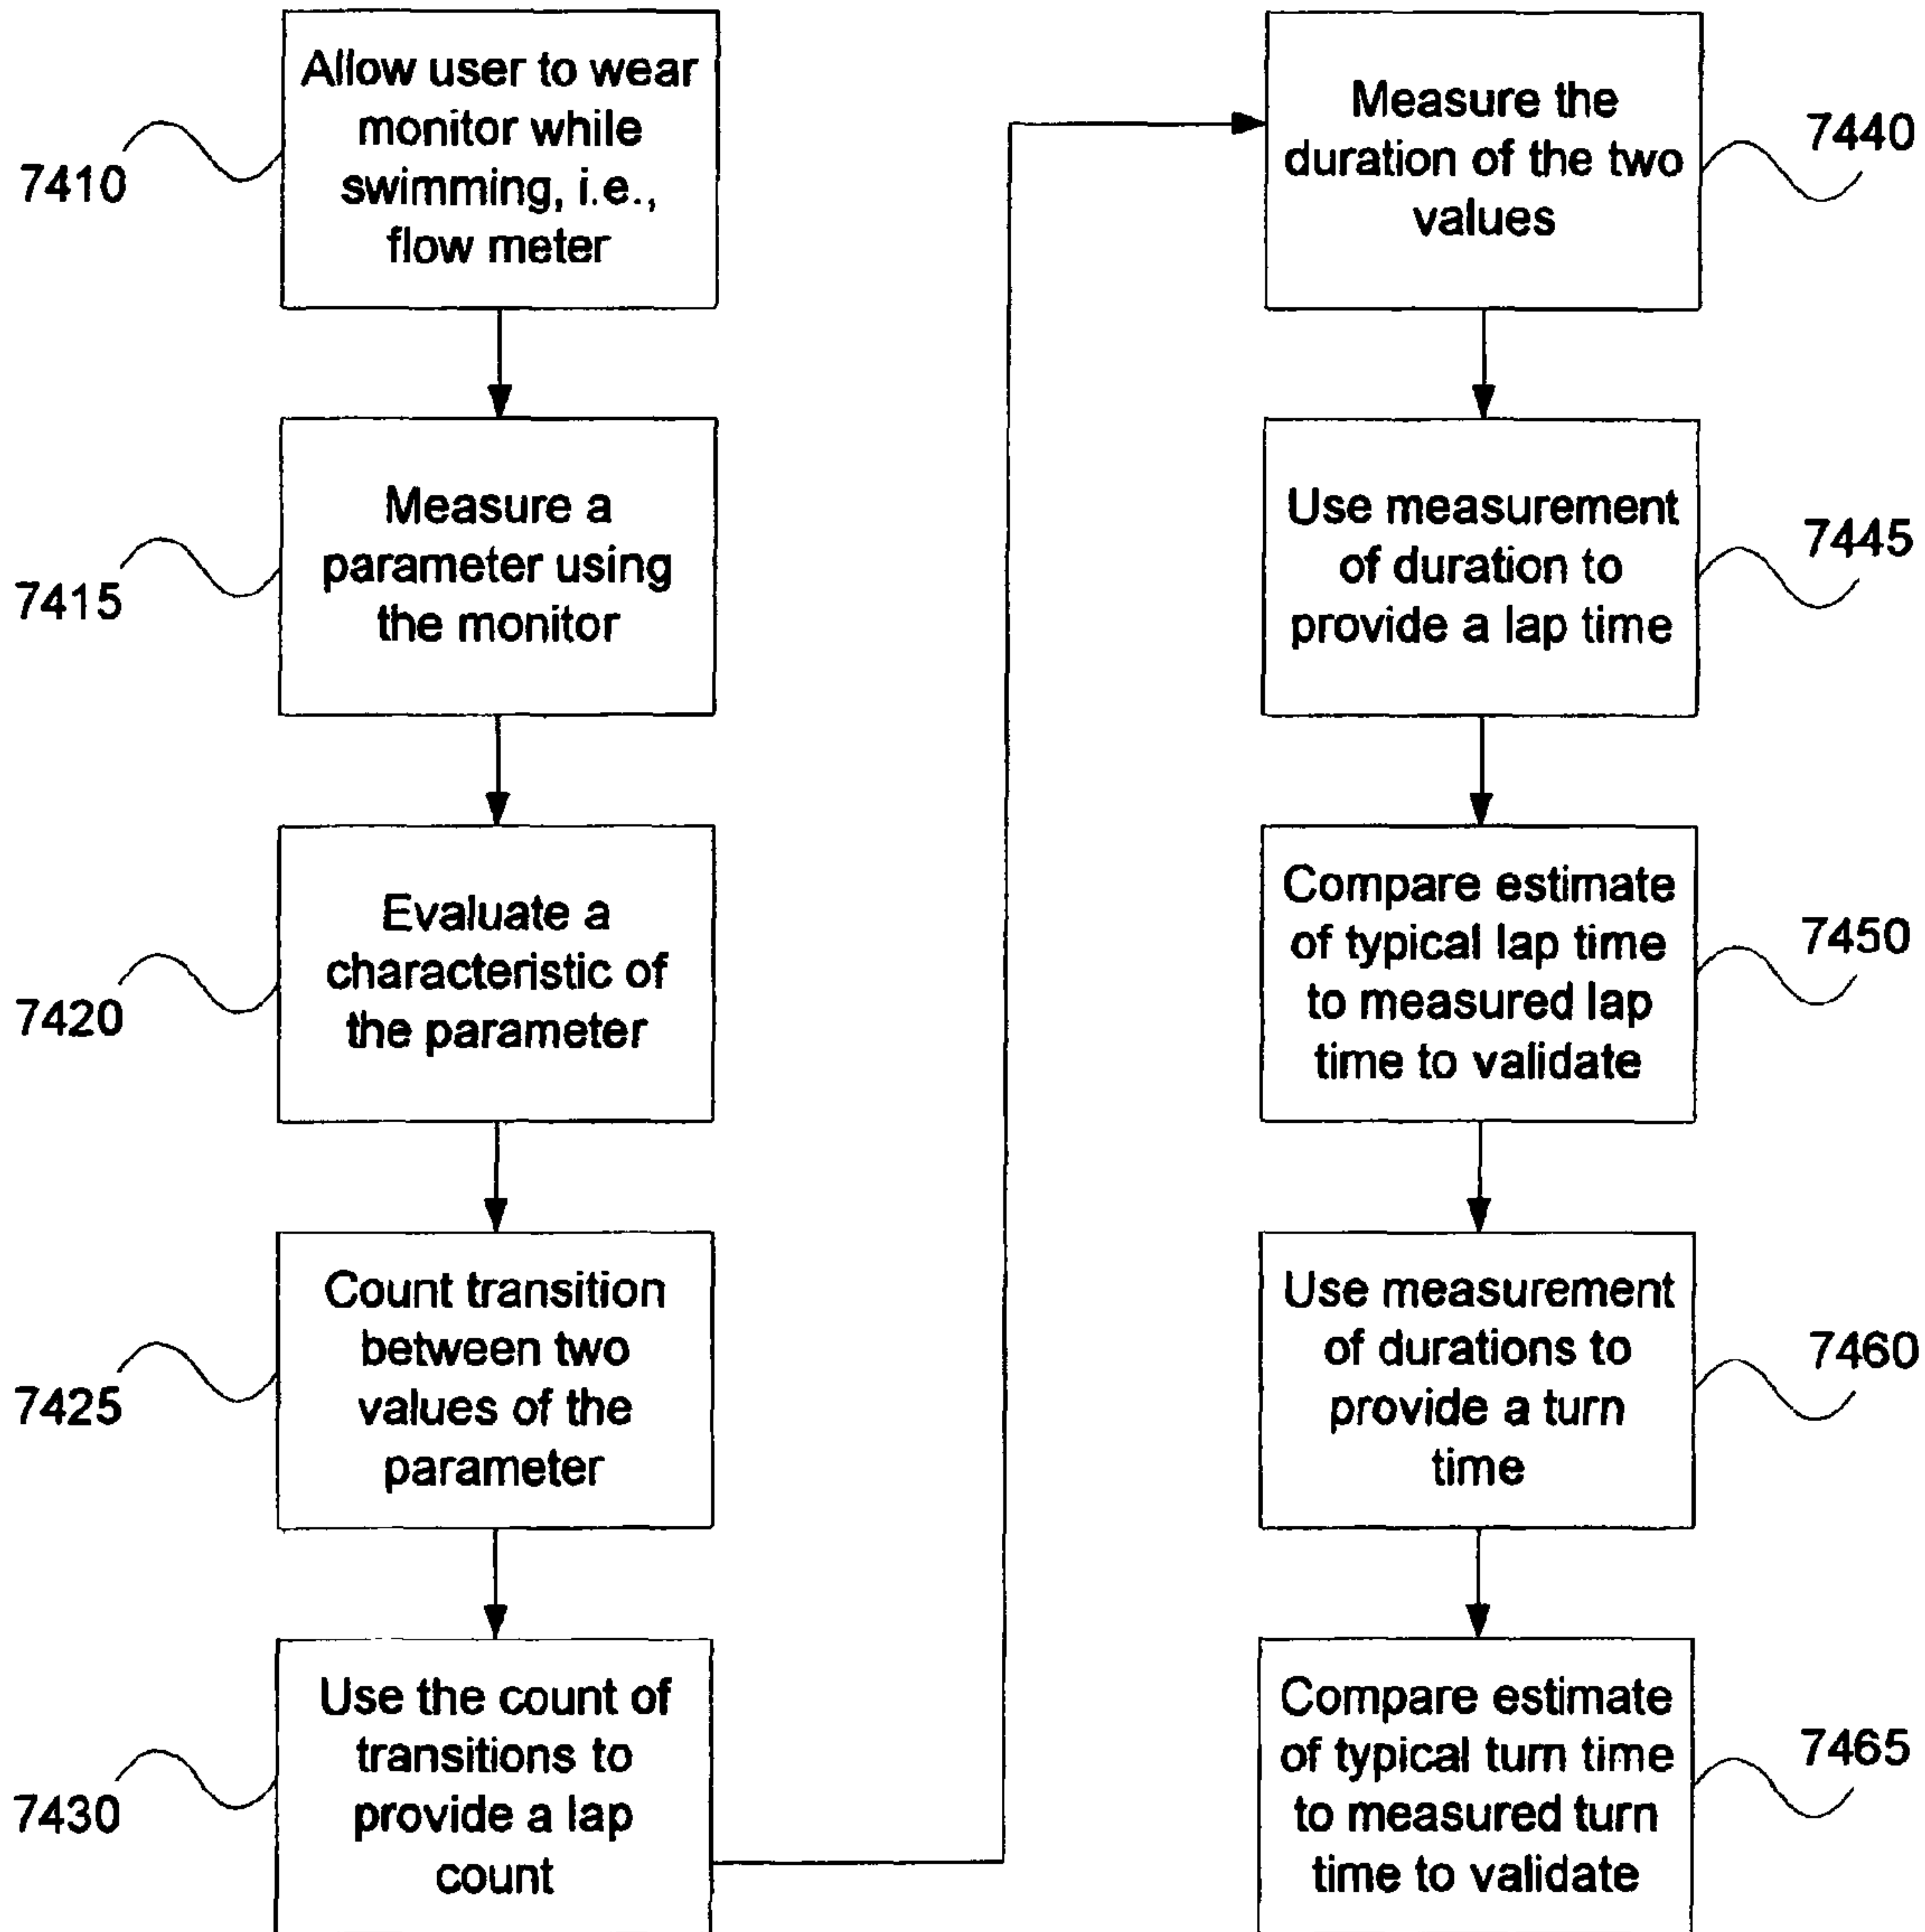 Allow user to wear
monitor while
swimming, i.e.,
flow meter
7410
Measure a
parameter using
the monitor
7415
Evaluate a
characteristic of
the parameter
7420
Count transition
between two
values of the
parameter
7425
Use the count of
transitions to
provide a lap
count
7430
Measure the
duration of the two
values
7440
Use measurement
of duration to
provide a lap time
7445
Compare estimate
of typical lap time
to measured lap
time to validate
7450
Use measurement
of durations to
provide a turn
time
7460
Compare estimate
of typical turn time
to measured turn
time to validate
7465